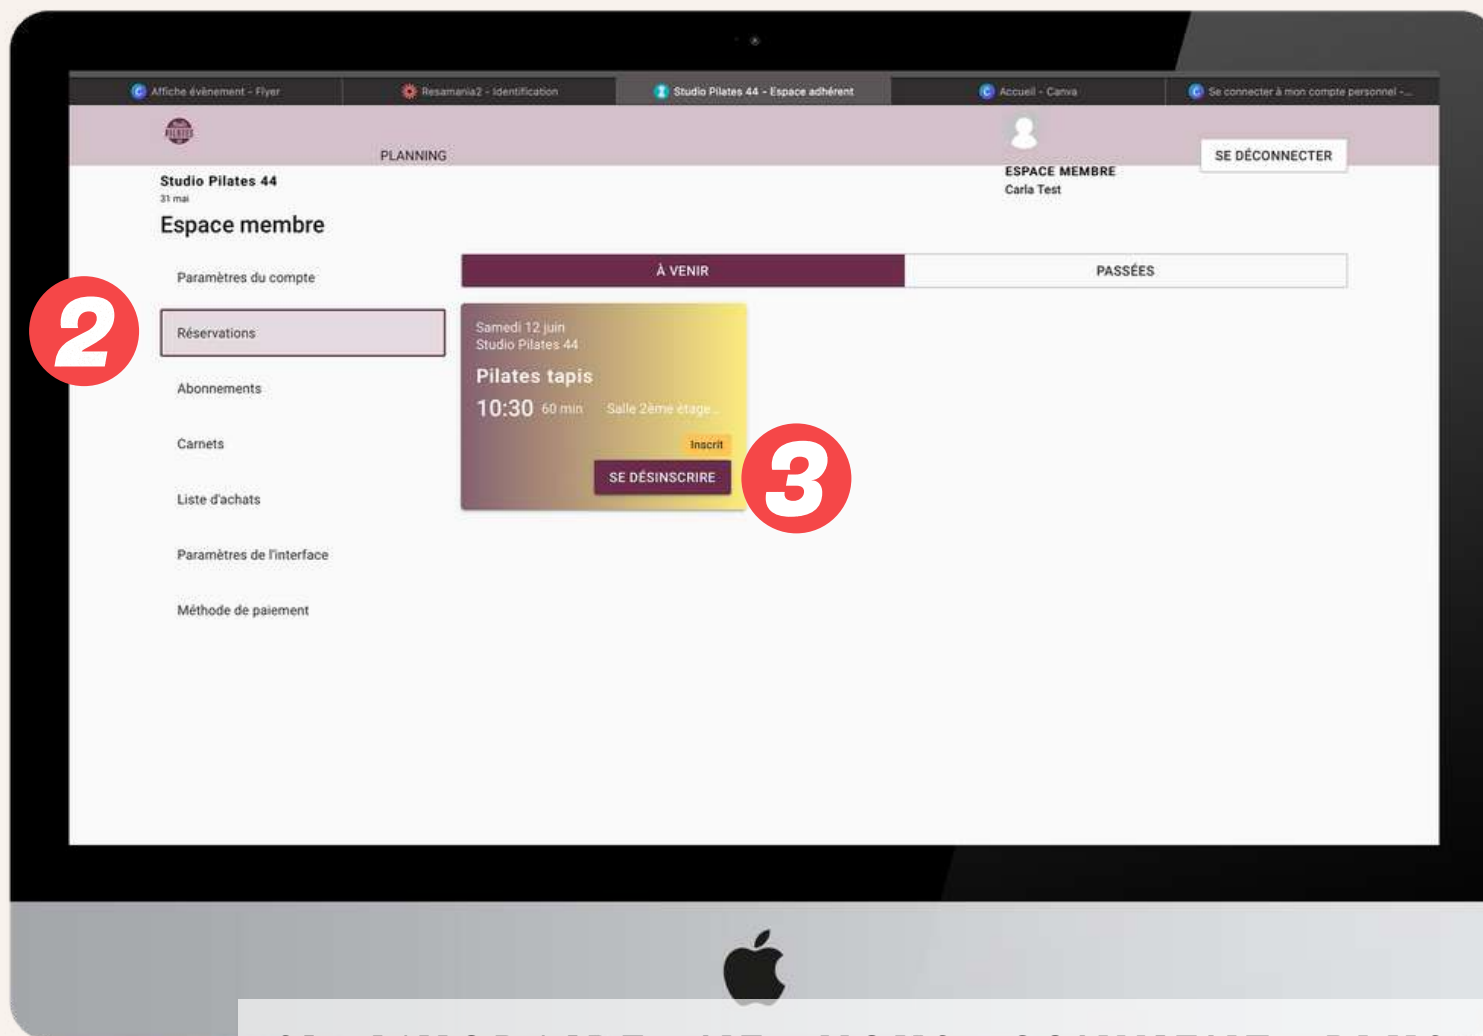 Affiche évènement - Flyer
Resamania2 - Identification
Studio Pilates 44 - Espace adhérent
Accueil - Canva
Se connecter à mon compte personnel -...
PILATES
PLANNING
SE DÉCONNECTER
ESPACE MEMBRE
Carla Test
Studio Pilates 44
31 mai
Espace membre
Paramètres du compte
À VENIR
PASSÉES
2
Réservations
Samedi 12 juin
Studio Pilates 44
Pilates tapis
10:30 60 min Salle 2ème étage...
Inscrit
SE DÉSINSCRIRE
3
Abonnements
Carnets
Liste d'achats
Paramètres de l'interface
Méthode de paiement